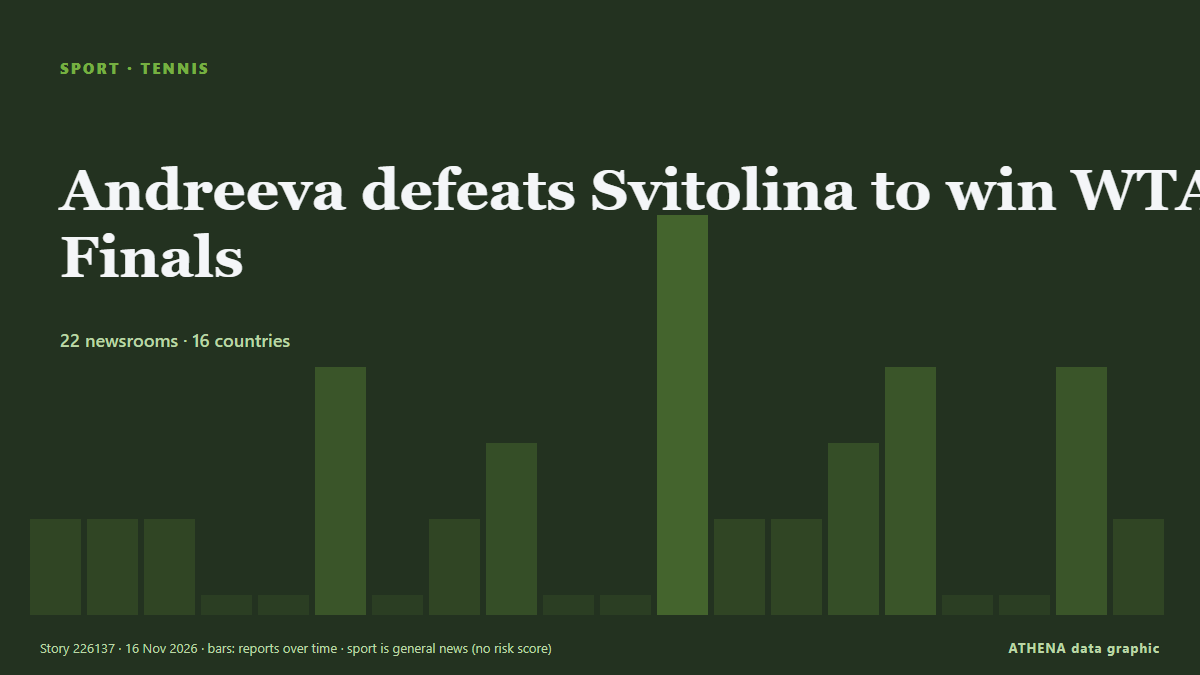 SPORT · TENNIS
Andreeva defeats Svitolina to win WTA
Finals
22 newsrooms · 16 countries
Story 226137 · 16 Nov 2026 · bars: reports over time · sport is general news (no risk score)
ATHENA data graphic